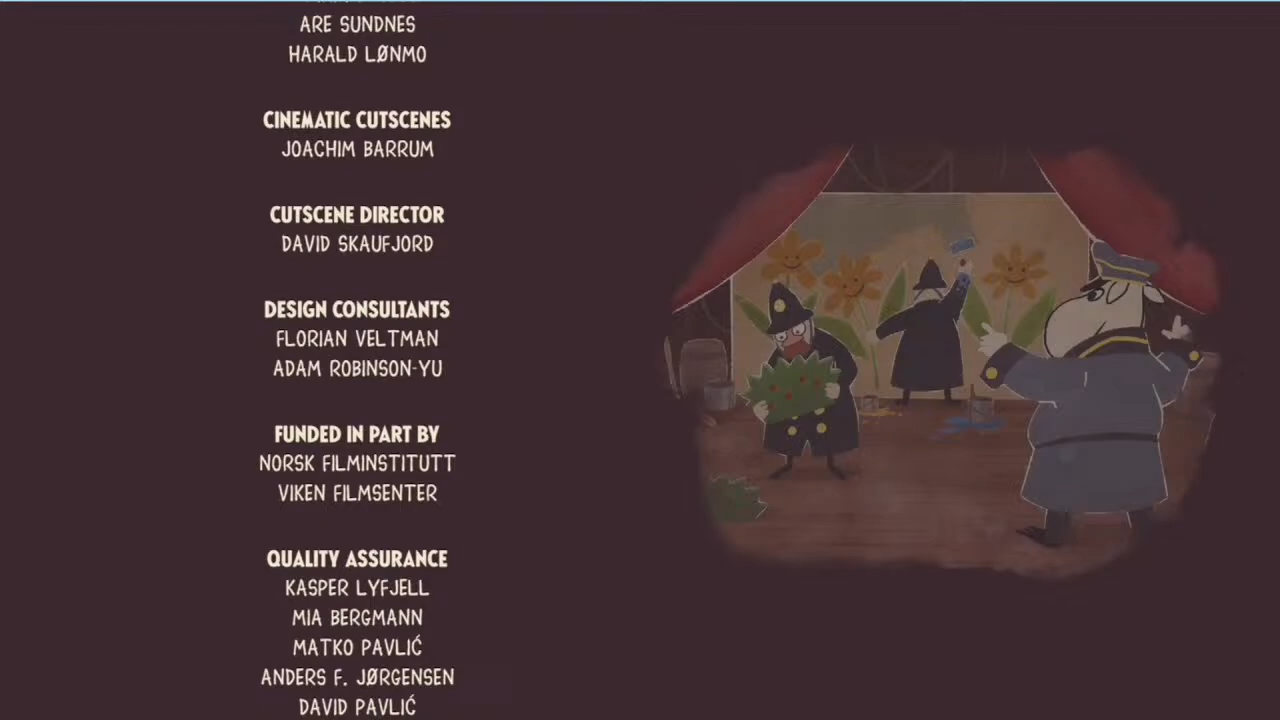 ARE SUNDNES
HARALD LØNMO
CINEMATIC CUTSCENES
JOACHIM BARRUM
CUTSCENE DIRECTOR
DAVID SKAUFJORD
DESIGN CONSULTANTS
FLORIAN VELTMAN
ADAM ROBINSON-YU
FUNDED IN PART BY
NORSK FILMINSTITUTT
VIKEN FILMSENTER
QUALITY ASSURANCE
KASPER LYFJELL
MIA BERGMANN
MATKO PAVLIĆ
ANDERS F. JØRGENSEN
DAVID PAVLIĆ